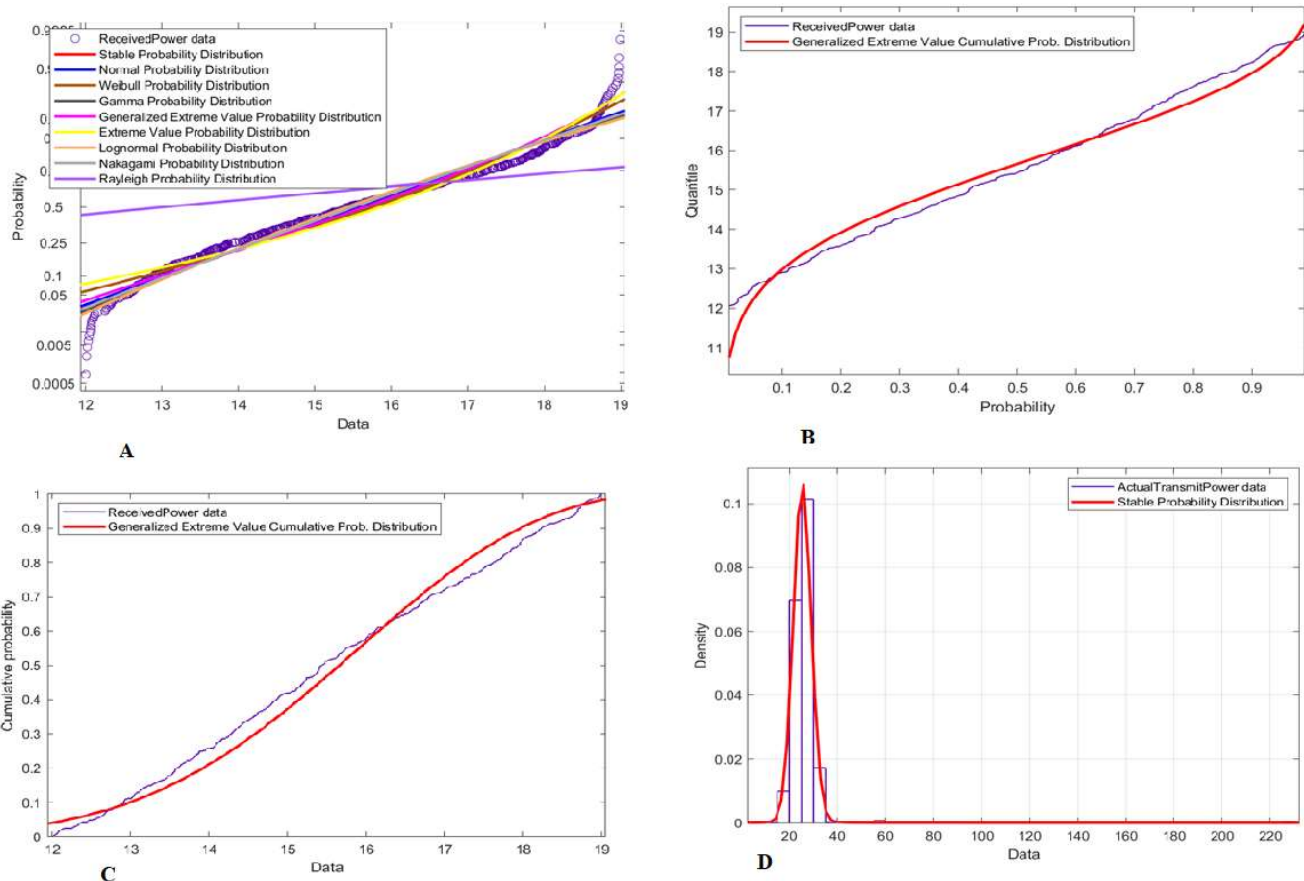 0.9995
ReceivedPower data
Stable Probability Distribution
Normal Probability Distribution
Weibull Probability Distribution
Gamma Probability Distribution
Generalized Extreme Value Probability Distribution
Extreme Value Probability Distribution
Lognormal Probability Distribution
Nakagami Probability Distribution
Rayleigh Probability Distribution
0.5
0.25
0.1
0.05
0.005
0.0005
Probability
12 13 14 15 16 17 18 19
Data
A
ReceivedPower data
Generalized Extreme Value Cumulative Prob. Distribution
19
18
17
16
15
14
13
12
11
Quantile
0.1 0.2 0.3 0.4 0.5 0.6 0.7 0.8 0.9
Probability
B
ReceivedPower data
Generalized Extreme Value Cumulative Prob. Distribution
1
0.9
0.8
0.7
0.6
0.5
0.4
0.3
0.2
0.1
0
Cumulative probability
12 13 14 15 16 17 18 19
Data
C
ActualTransmitPower data
Stable Probability Distribution
0.1
0.08
0.06
0.04
0.02
0
Density
20 40 60 80 100 120 140 160 180 200 220
Data
D